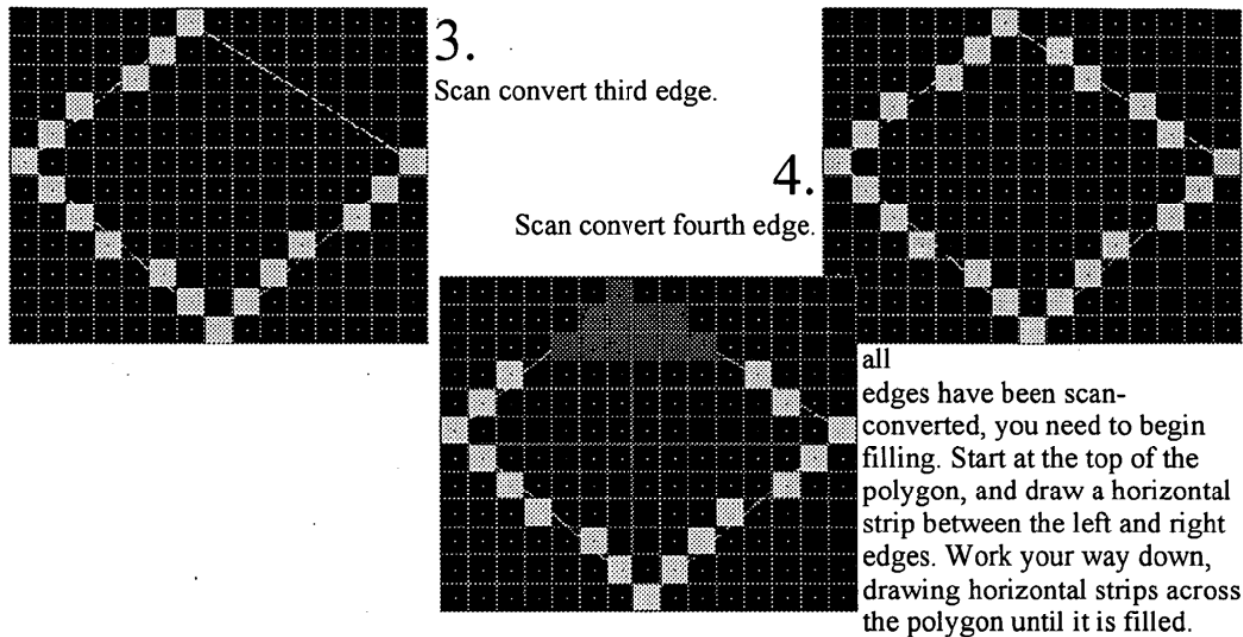 3.
Scan convert third edge.
4.
Scan convert fourth edge.
all
edges have been scan-
converted, you need to begin
filling. Start at the top of the
polygon, and draw a horizontal
strip between the left and right
edges. Work your way down,
drawing horizontal strips across
the polygon until it is filled.